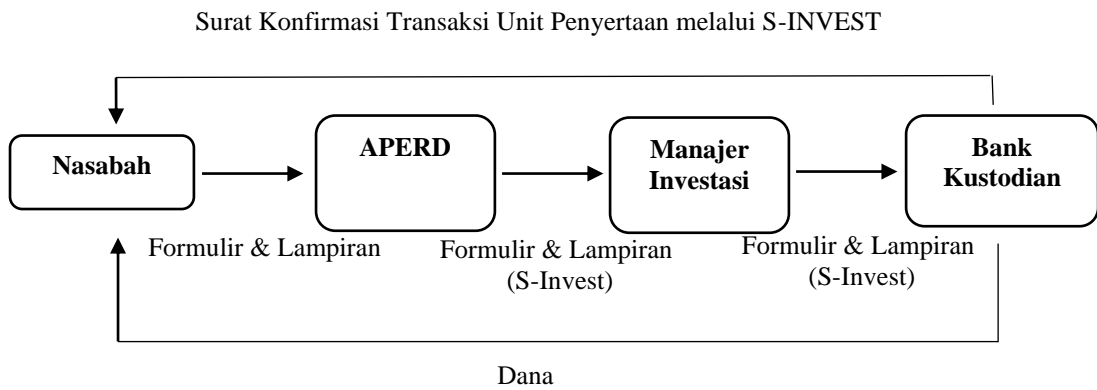 Surat Konfirmasi Transaksi Unit Penyertaan melalui S-INVEST
Nasabah
APERD
Manajer
Investasi
Bank
Kustodian
Formulir & Lampiran
Formulir & Lampiran
(S-Invest)
Formulir & Lampiran
(S-Invest)
Dana